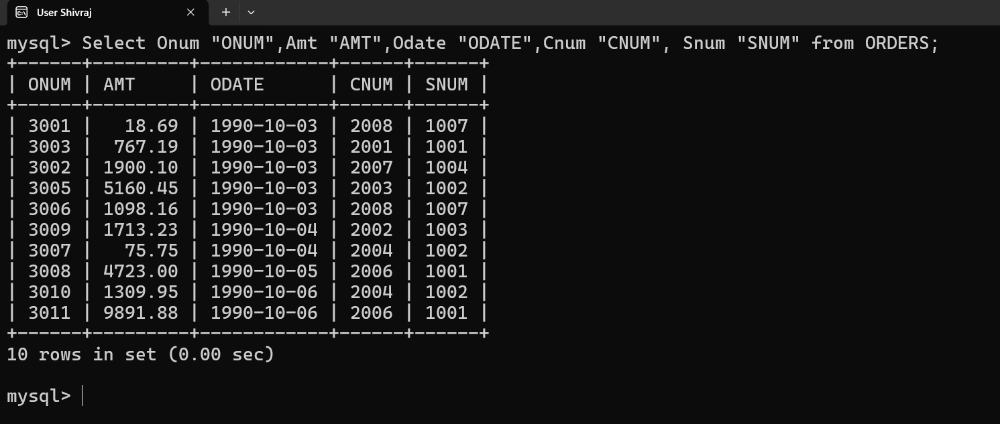 User Shivraj
mysql> Select Onum "ONUM",Amt "AMT",Odate "ODATE",Cnum "CNUM", Snum "SNUM" from ORDERS;
+------+---------+------------+------+------+
| ONUM | AMT     | ODATE      | CNUM | SNUM |
+------+---------+------------+------+------+
| 3001 |   18.69 | 1990-10-03 | 2008 | 1007 |
| 3003 |  767.19 | 1990-10-03 | 2001 | 1001 |
| 3002 | 1900.10 | 1990-10-03 | 2007 | 1004 |
| 3005 | 5160.45 | 1990-10-03 | 2003 | 1002 |
| 3006 | 1098.16 | 1990-10-03 | 2008 | 1007 |
| 3009 | 1713.23 | 1990-10-04 | 2002 | 1003 |
| 3007 |   75.75 | 1990-10-04 | 2004 | 1002 |
| 3008 | 4723.00 | 1990-10-05 | 2006 | 1001 |
| 3010 | 1309.95 | 1990-10-06 | 2004 | 1002 |
| 3011 | 9891.88 | 1990-10-06 | 2006 | 1001 |
+------+---------+------------+------+------+
10 rows in set (0.00 sec)
mysql>